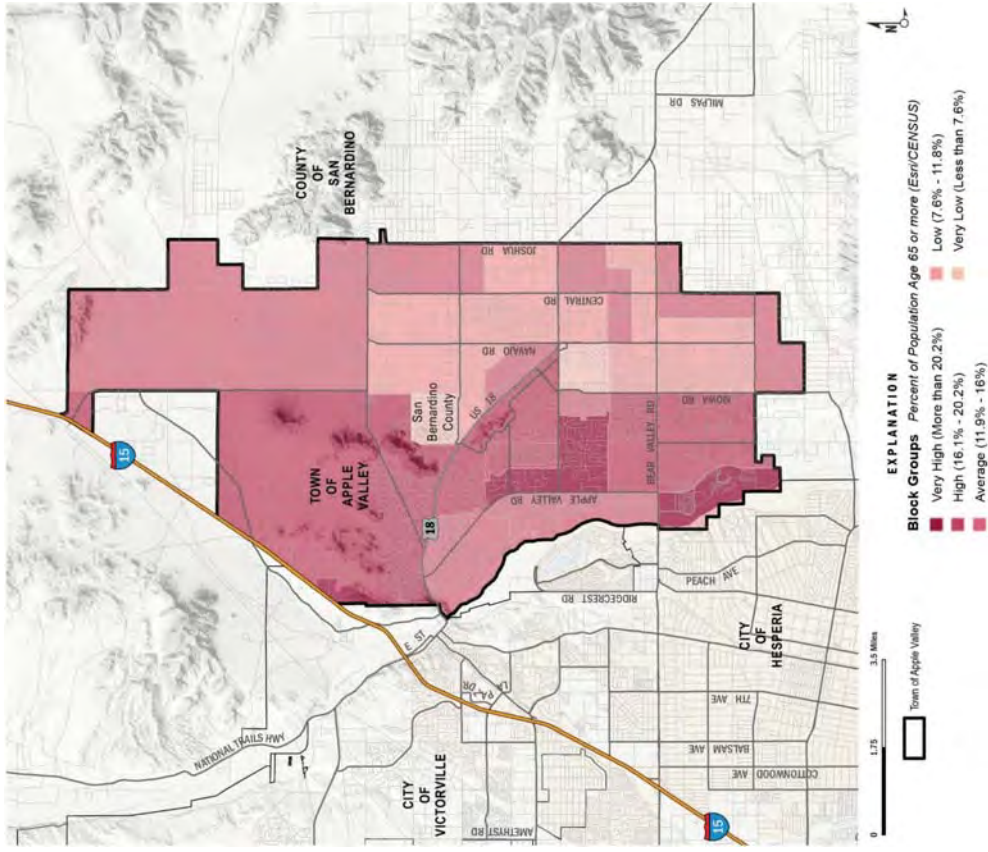 15
NATIONAL TRAILS HWY
COUNTY
OF
SAN
BERNARDINO
TOWN
OF
APPLE
VALLEY
San
Bernardino
County
18
US 18
JOSHUA RD
CENTRAL RD
NAVAJO RD
MILPAS DR
E ST
LA PAZ DR
APPLE VALLEY RD
BEAR VALLEY RD
KIOWA RD
RIDGECREST RD
PEACH AVE
CITY
OF
VICTORVILLE
CITY
OF
HESPERIA
AMETHYST RD
7TH AVE
BALSAM AVE
COTTONWOOD AVE
15
N
0 1.75 3.5 Miles
Town of Apple Valley
EXPLANATION
Block Groups Percent of Population Age 65 or more (Esri/CENSUS)
Very High (More than 20.2%)
High (16.1% - 20.2%)
Average (11.9% - 16%)
Low (7.6% - 11.8%)
Very Low (Less than 7.6%)